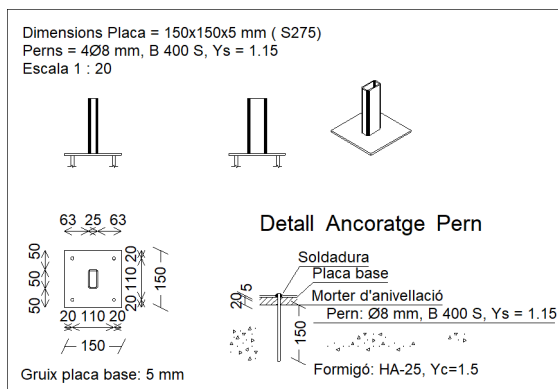 Dimensions Placa = 150x150x5 mm ( S275)
Perns = 4Ø8 mm, B 400 S, Ys = 1.15
Escala 1 : 20
63 25 63
50
50
50
20
110
20
150
20 110 20
150
Gruix placa base: 5 mm
Detall Ancoratge Pern
Soldadura
Placa base
Morter d'anivellació
Pern: Ø8 mm, B 400 S, Ys = 1.15
20
5
150
Formigó: HA-25, Yc=1.5